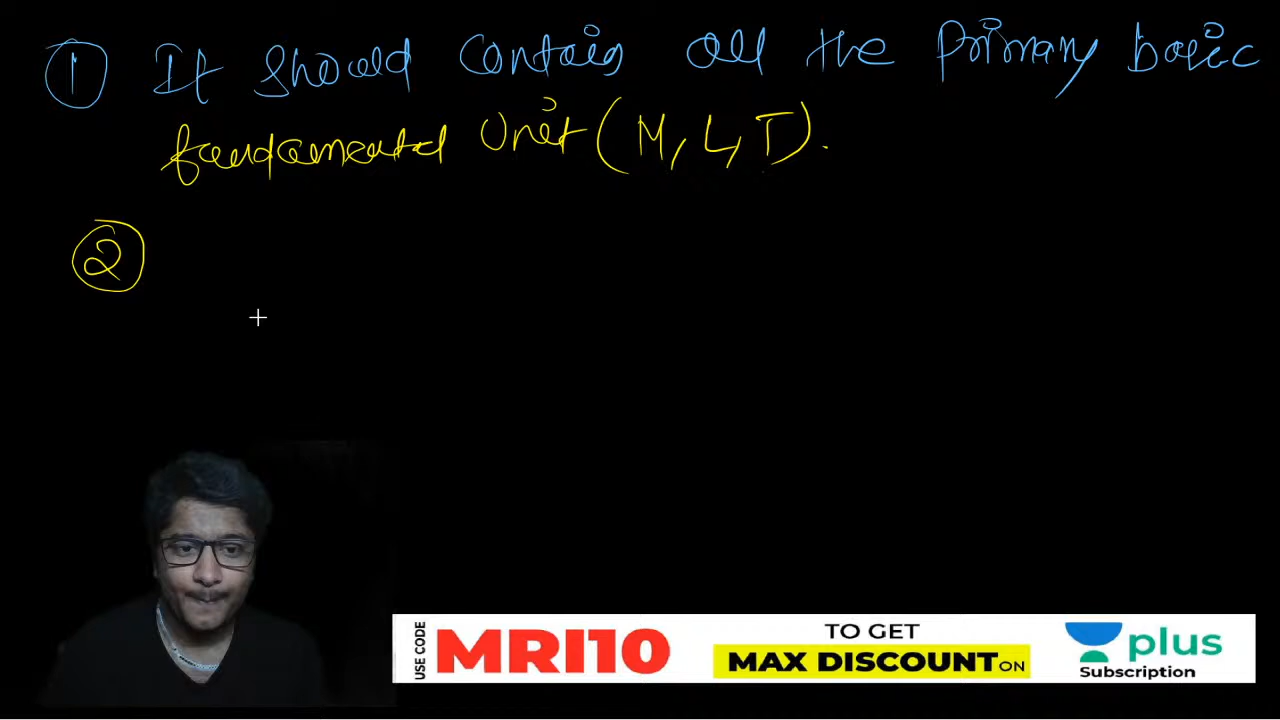 ① It should contain all the primary basic
fundamental Unit (M, L, T).
②
USE CODE
MRI10
TO GET
MAX DISCOUNT ON
plus
Subscription